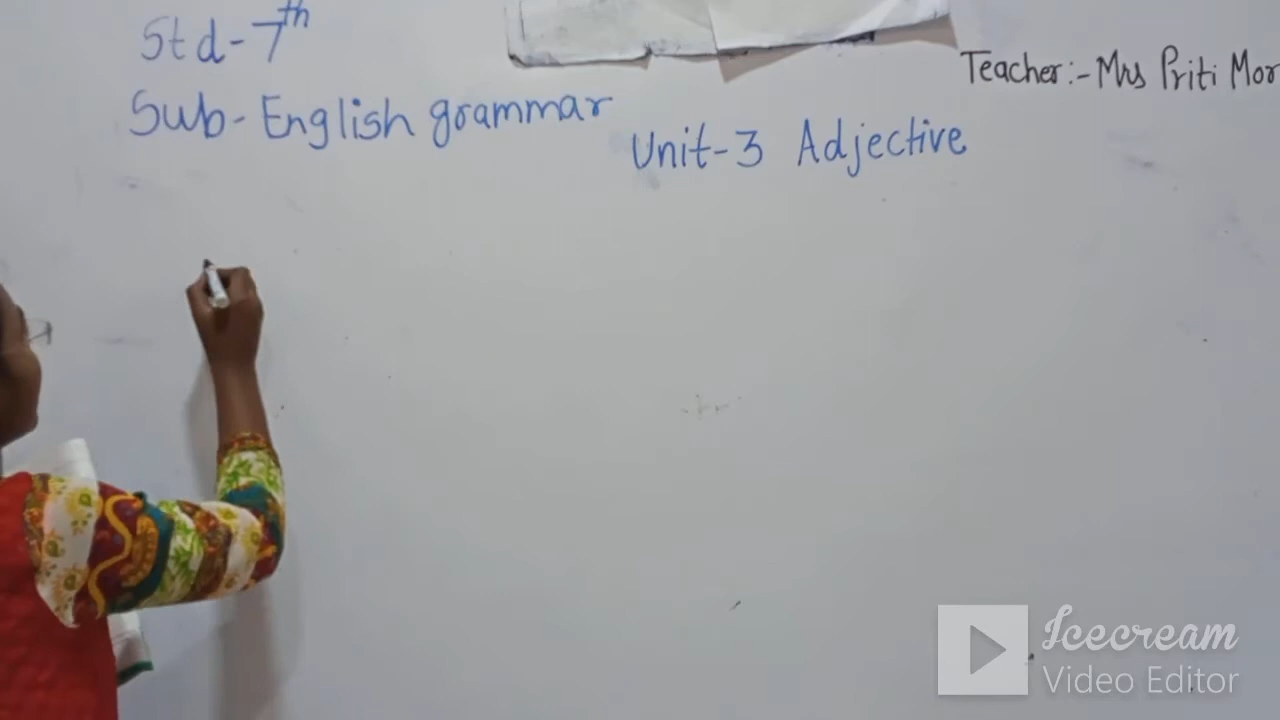 Std-7th
Teacher:- Mrs Priti Mor
Sub-English grammar
Unit-3 Adjective
Icecream
Video Editor